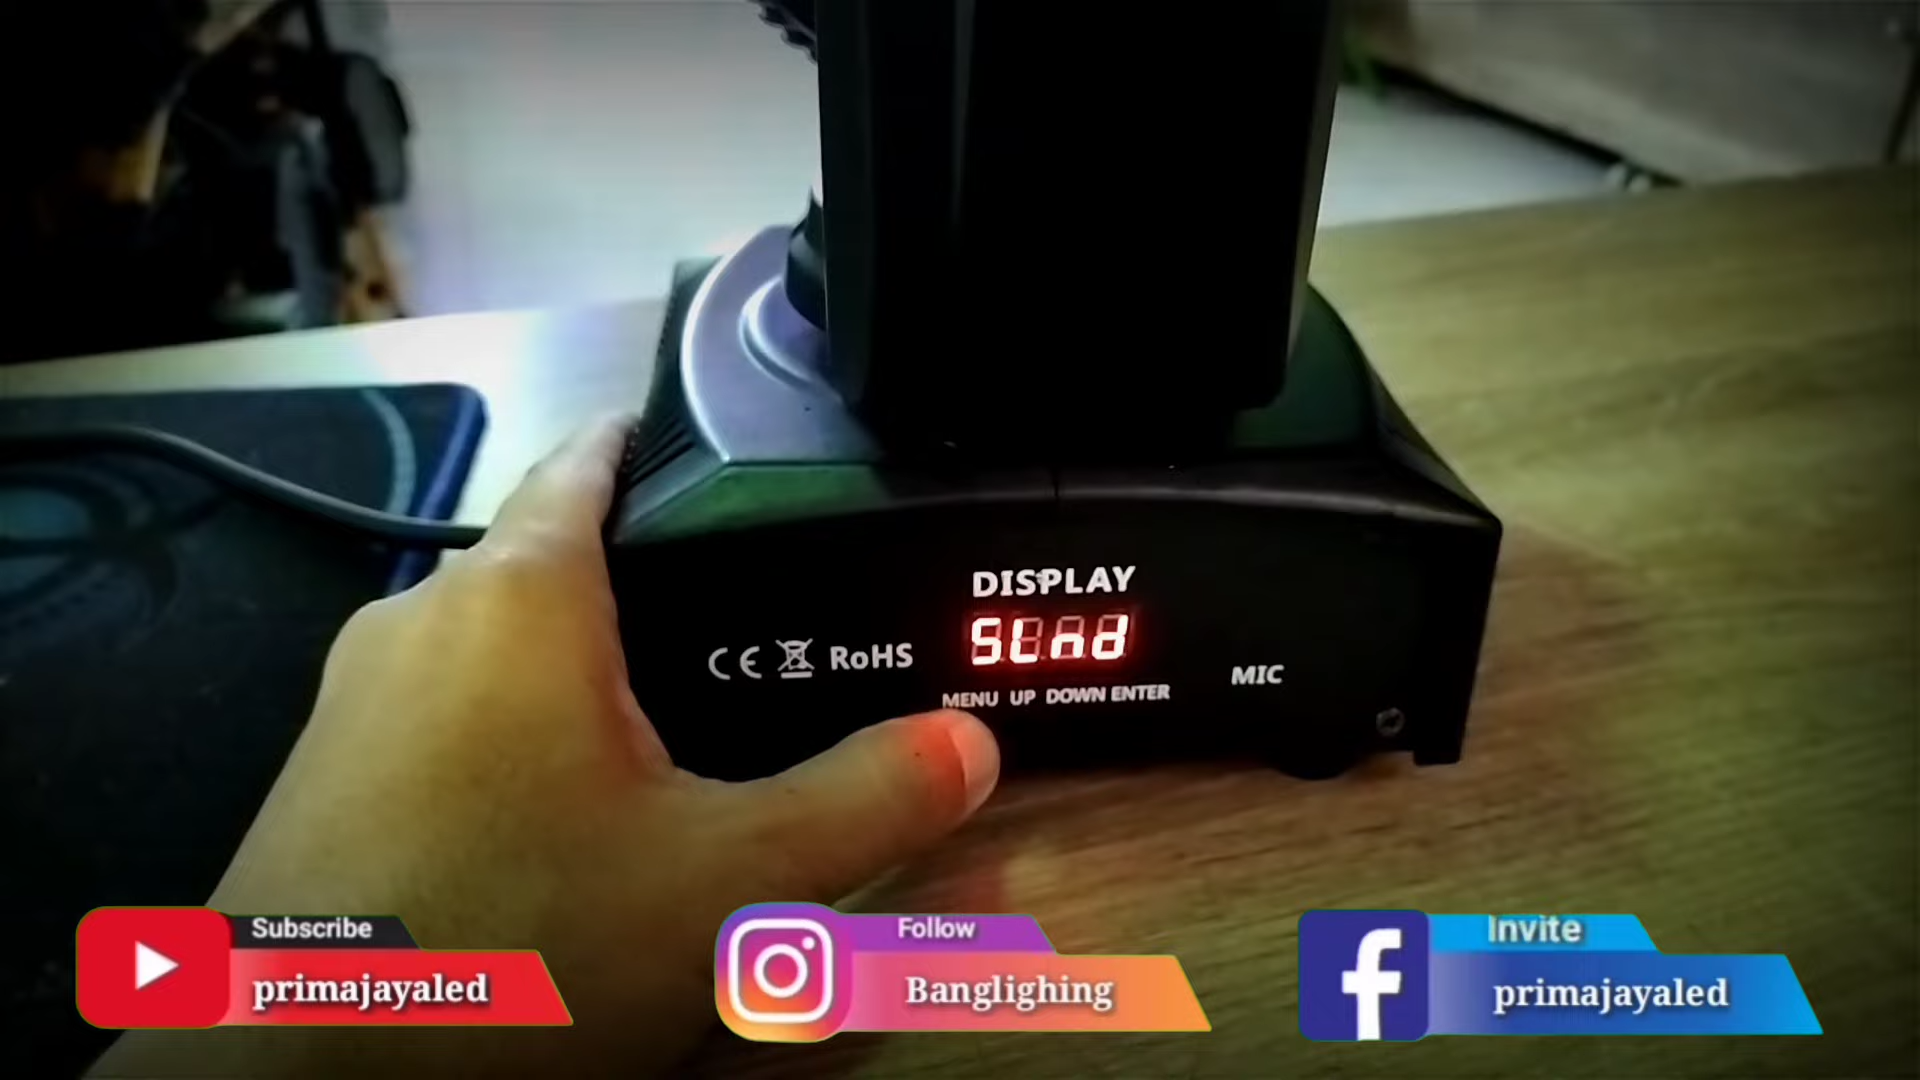 DISPLAY
SLnd
CE RoHS
MENU UP DOWN ENTER
MIC
Subscribe
primajayaled
Follow
Banglighing
Invite
primajayaled